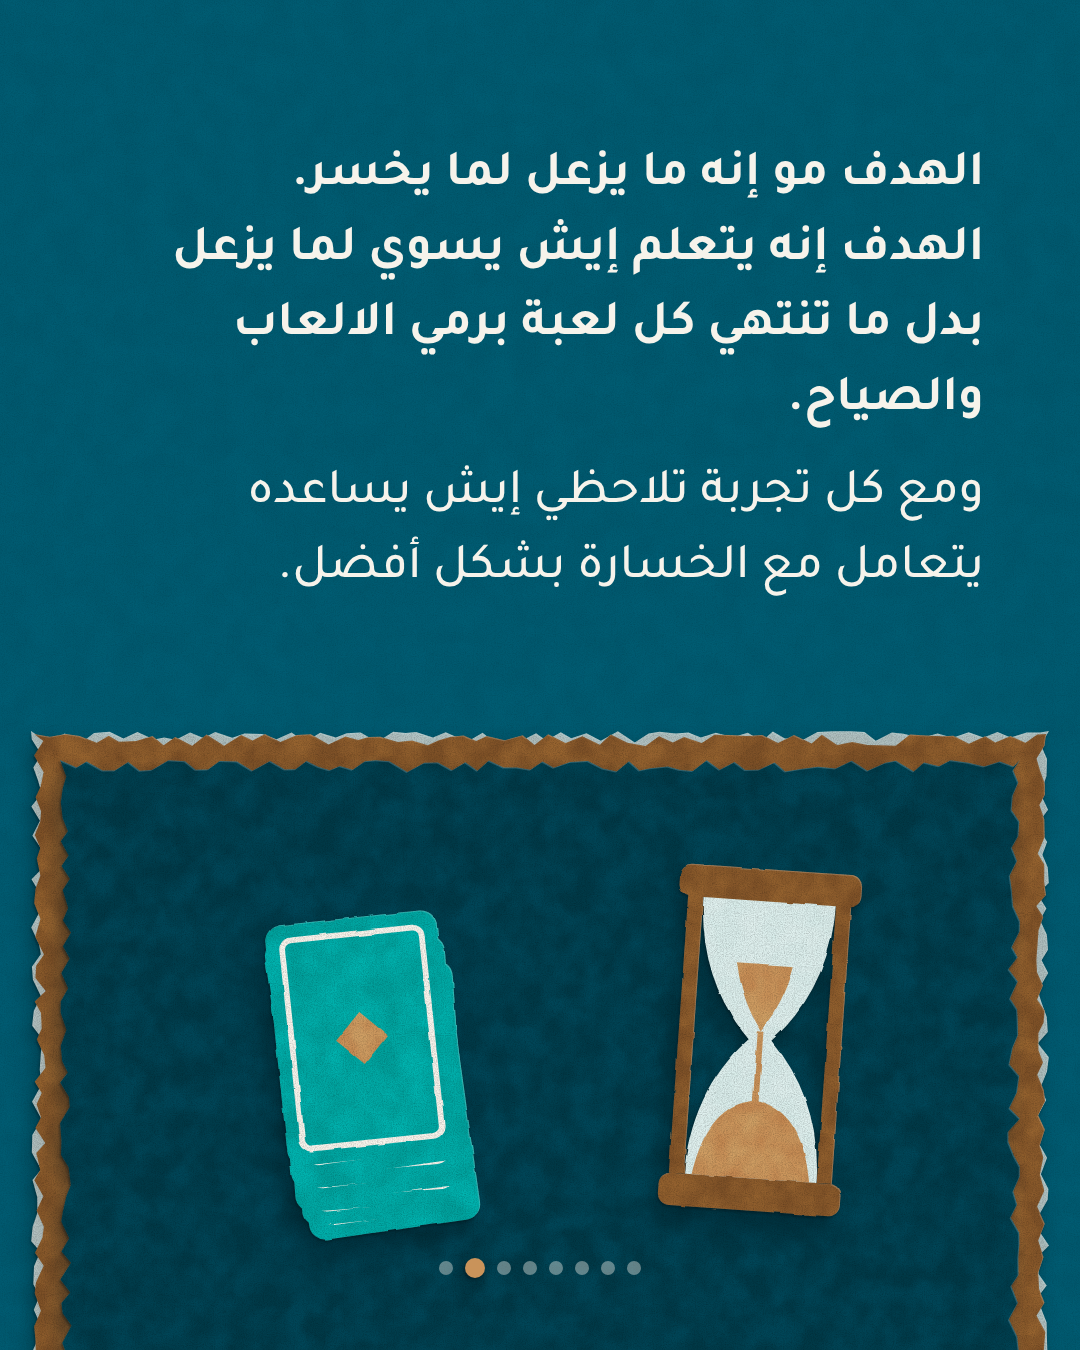 الهدف مو إنه ما يزعل لما يخسر.
الهدف إنه يتعلم إيش يسوي لما يزعل
بدل ما تنتهي كل لعبة برمي الالعاب
والصياح.
ومع كل تجربة تلاحظي إيش يساعده
يتعامل مع الخسارة بشكل أفضل.